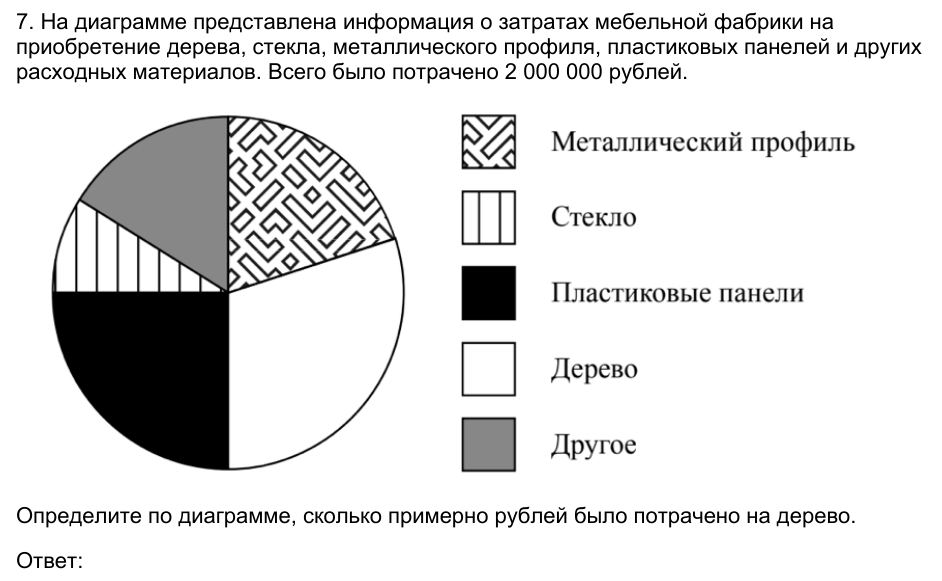 7. На диаграмме представлена информация о затратах мебельной фабрики на
приобретение дерева, стекла, металлического профиля, пластиковых панелей и других
расходных материалов. Всего было потрачено 2 000 000 рублей.
Металлический профиль
Стекло
Пластиковые панели
Дерево
Другое
Определите по диаграмме, сколько примерно рублей было потрачено на дерево.
Ответ: